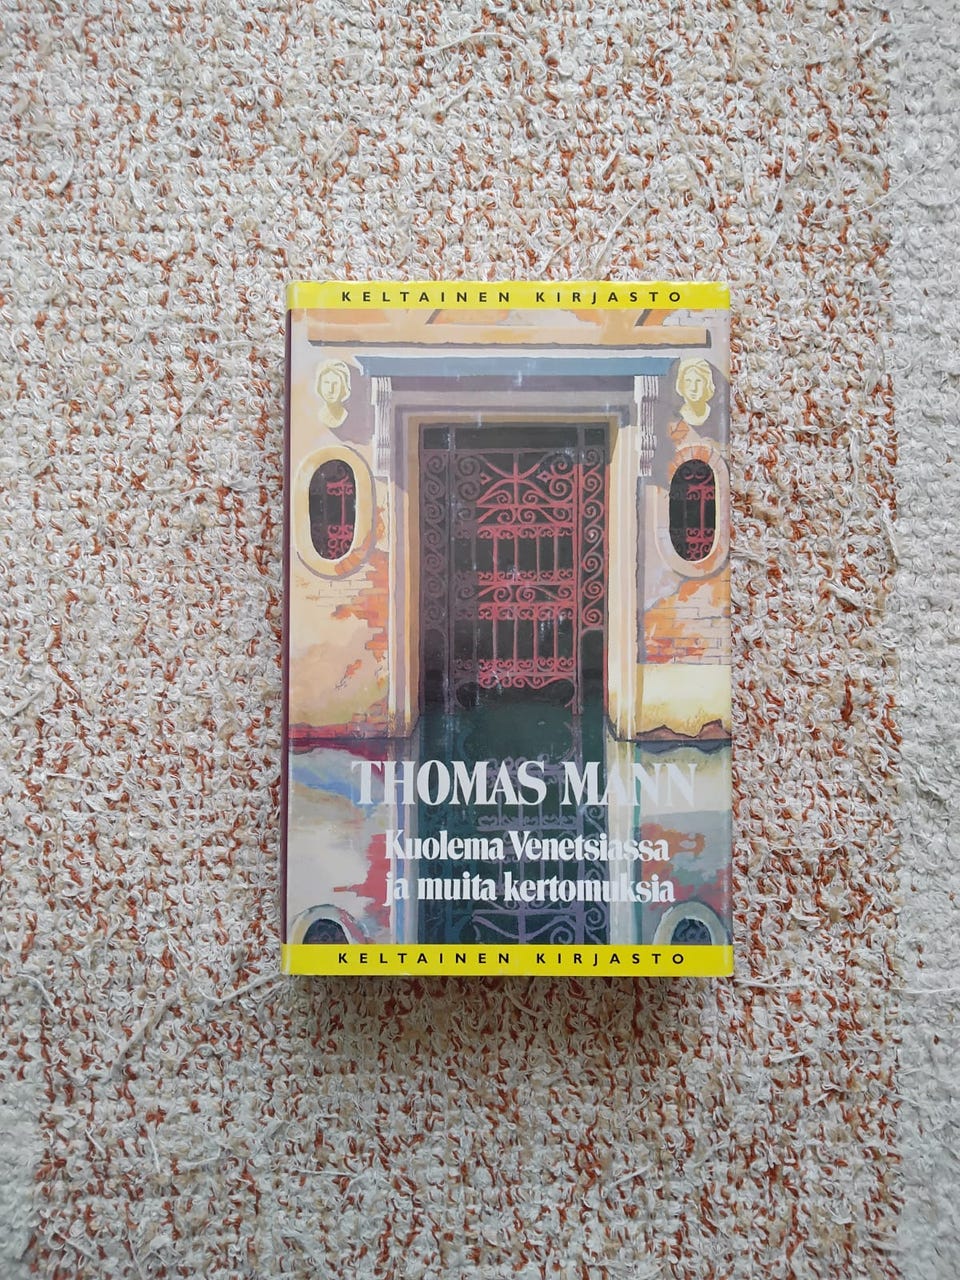 KELTAINEN KIRJASTO
THOMAS MANN
Kuolema Venetsiassa
ja muita kertomuksia
KELTAINEN KIRJASTO